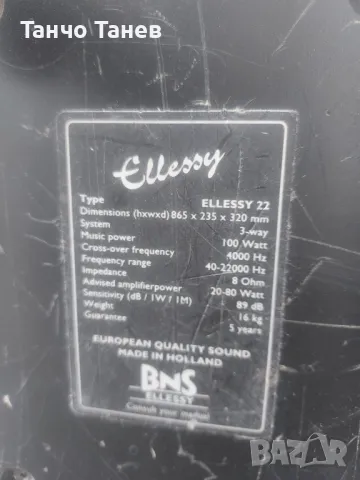 Танчо Танев
Ellessy
Type ELLESSY 22
Dimensions (hxwxd) 865 x 235 x 320 mm
System 3-way
Music power 100 Watt
Cross-over frequency 4000 Hz
Frequency range 40-22000 Hz
Impedance 8 Ohm
Advised amplifierpower 20-80 Watt
Sensitivity (dB / 1W / 1M) 89 dB
Weight 16 kg
Guarantee 5 years
EUROPEAN QUALITY SOUND
MADE IN HOLLAND
BNS
ELLESSY
Consult your manual
BAZAR
bg